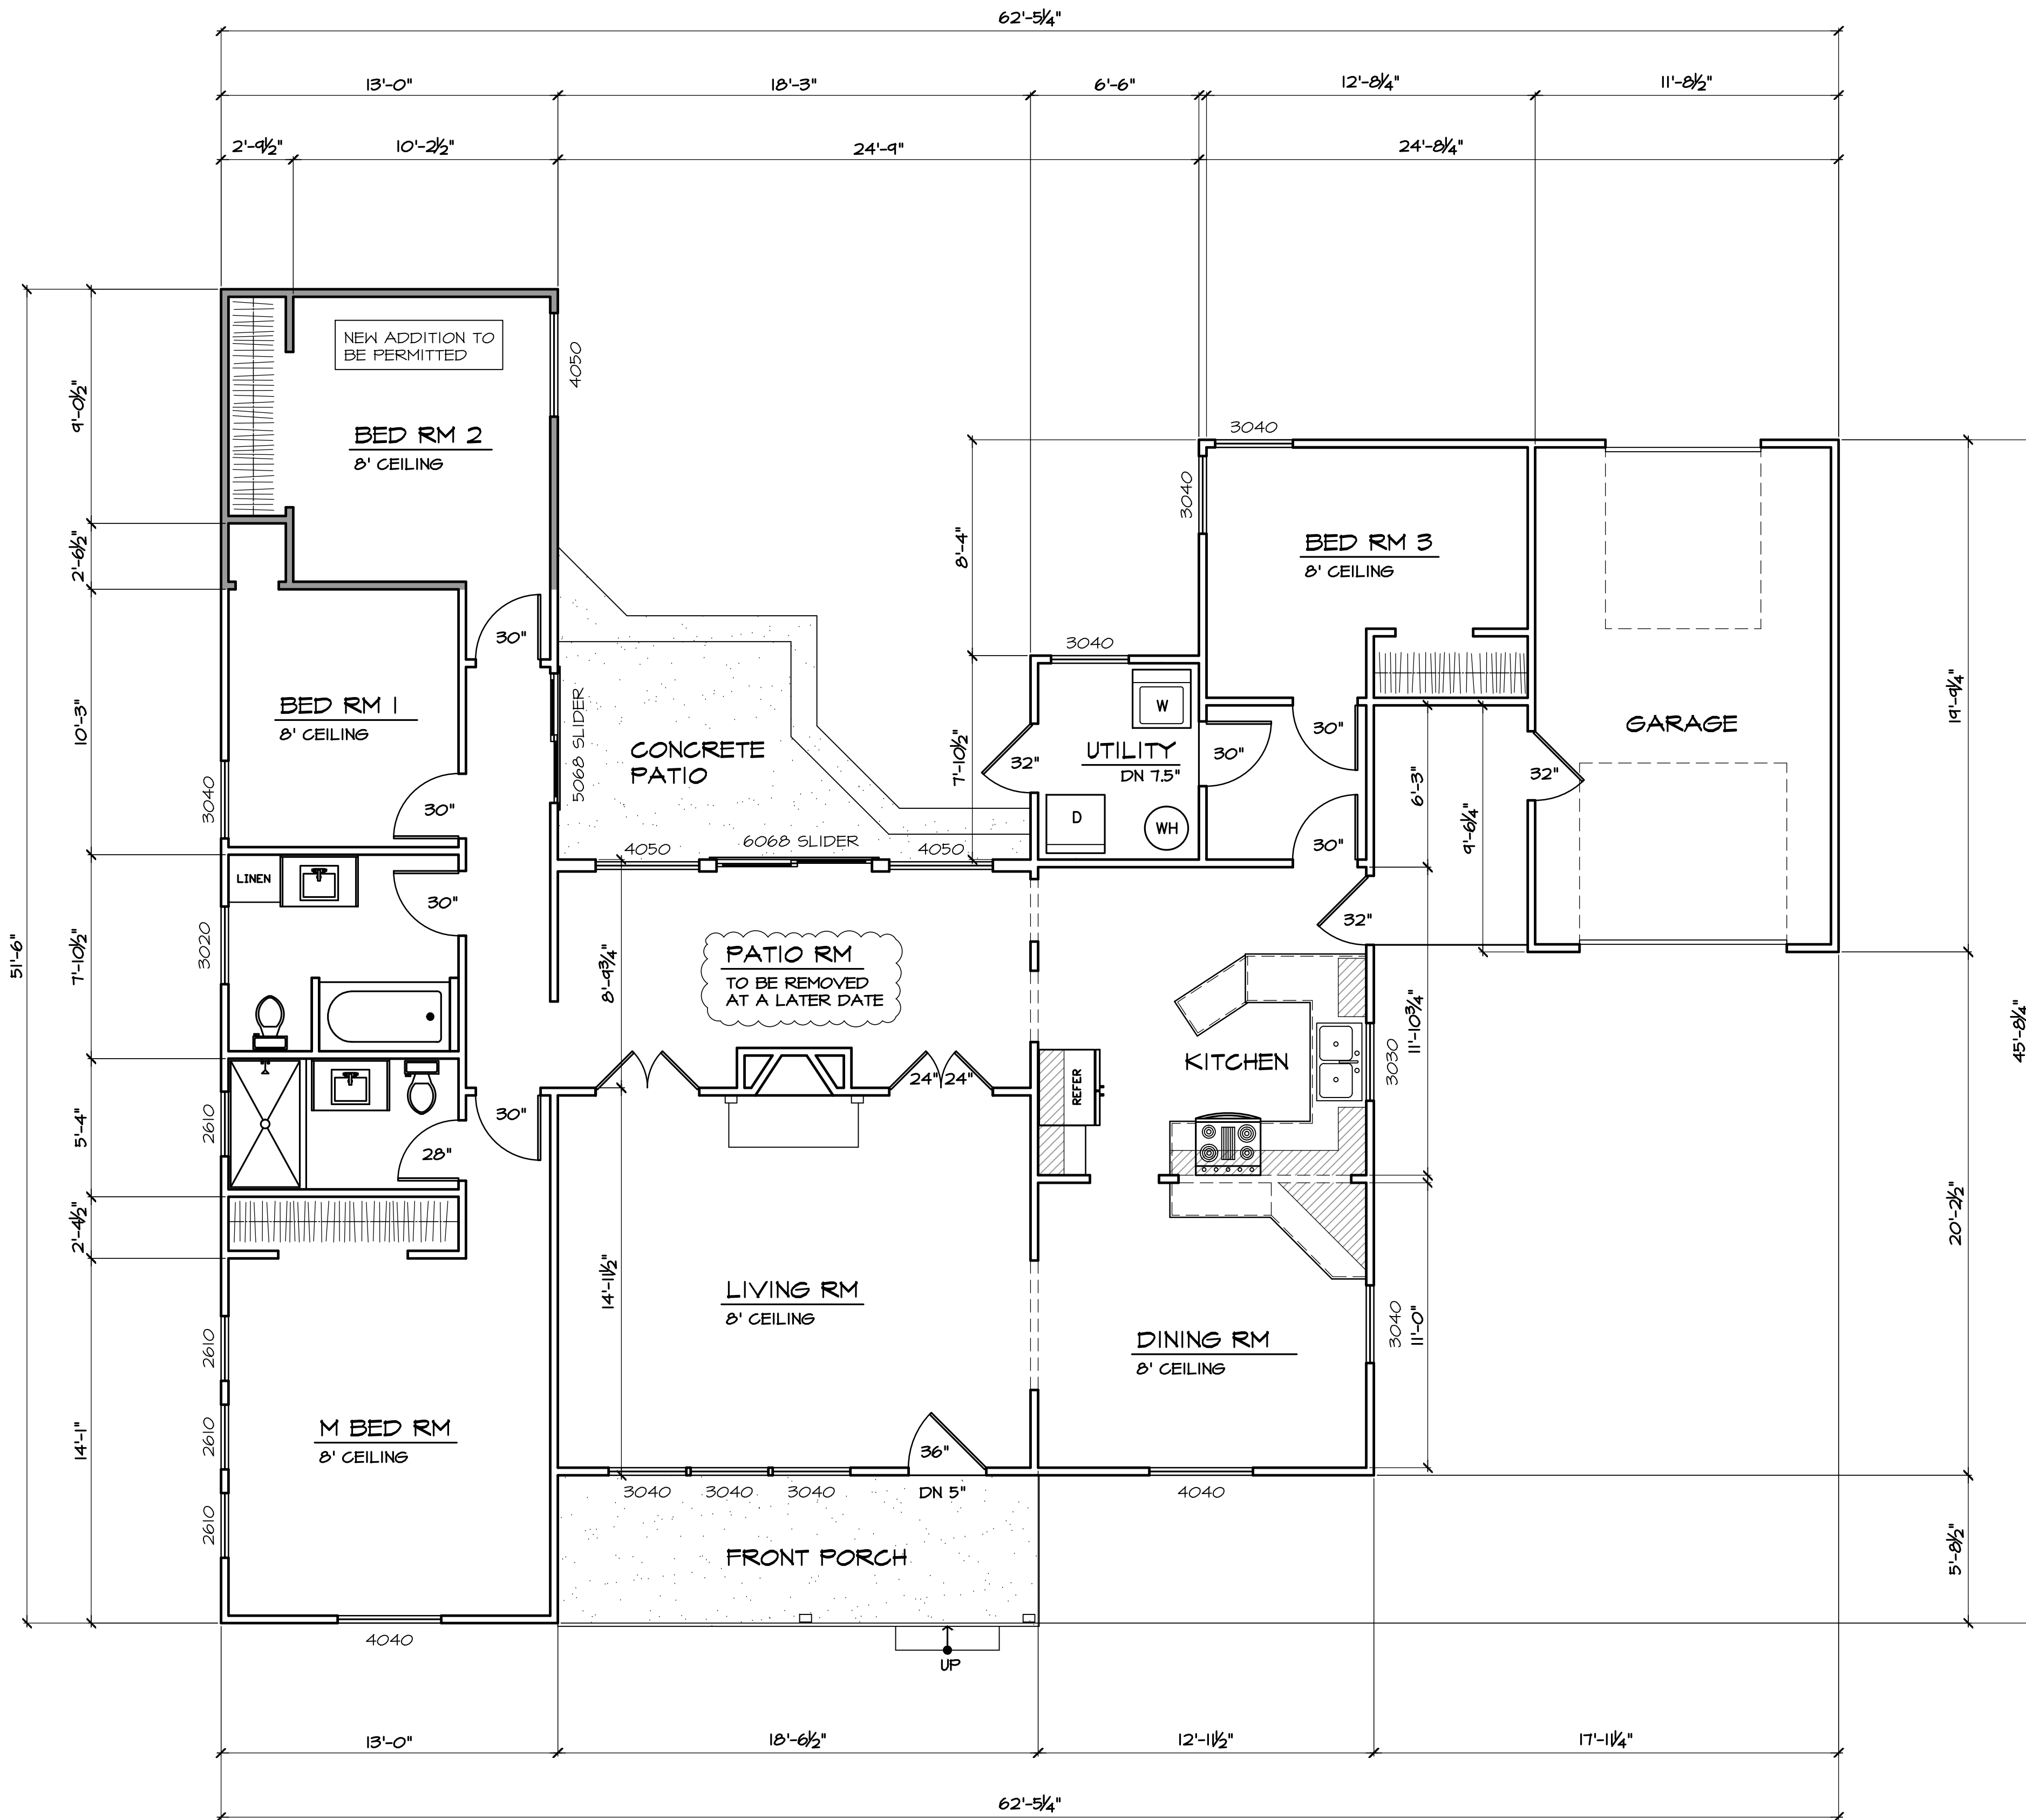 62'-5¼"
13'-0"
18'-3"
6'-6"
12'-8¼"
11'-8½"
2'-9½"
10'-2½"
24'-9"
24'-8¼"
NEW ADDITION TO
BE PERMITTED
4050
9'-0½"
BED RM 2
8' CEILING
3040
3040
2'-6½"
8'-4"
BED RM 3
8' CEILING
30"
3040
BED RM 1
8' CEILING
10'-3"
5068 SLIDER
CONCRETE
PATIO
7'-10½"
W
UTILITY
DN 7.5"
32"
30"
30"
GARAGE
19'-9¼"
32"
6'-3"
9'-6¼"
3040
30"
D
WH
30"
6068 SLIDER
4050
4050
LINEN
30"
32"
3020
51'-6"
7'-10½"
8'-9¾"
PATIO RM
TO BE REMOVED
AT A LATER DATE
11'-10¾"
45'-8¼"
KITCHEN
3030
24"
24"
REFER
2610
5'-4"
30"
28"
2'-4½"
20'-2½"
14'-11½"
LIVING RM
8' CEILING
DINING RM
8' CEILING
3040
11'-0"
2610
M BED RM
8' CEILING
2610
14'-1"
36"
3040
3040
3040
DN 5"
4040
2610
FRONT PORCH
5'-8½"
4040
UP
13'-0"
18'-6½"
12'-11½"
17'-11¼"
62'-5¼"